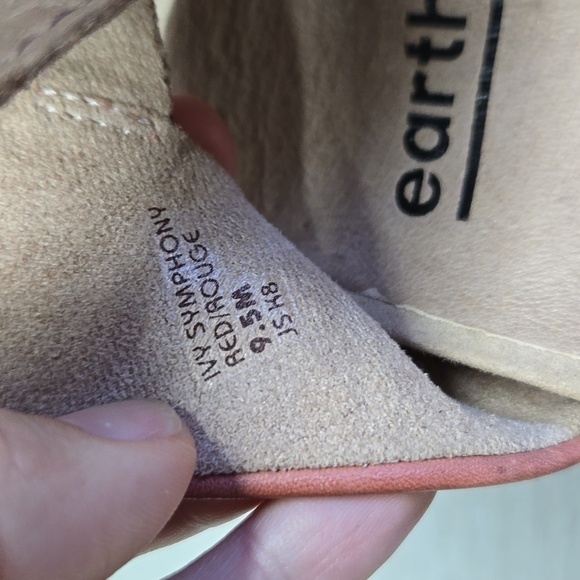 earth
IVY SYMPHONY
RED/ROUGE
9.5M
JS H8